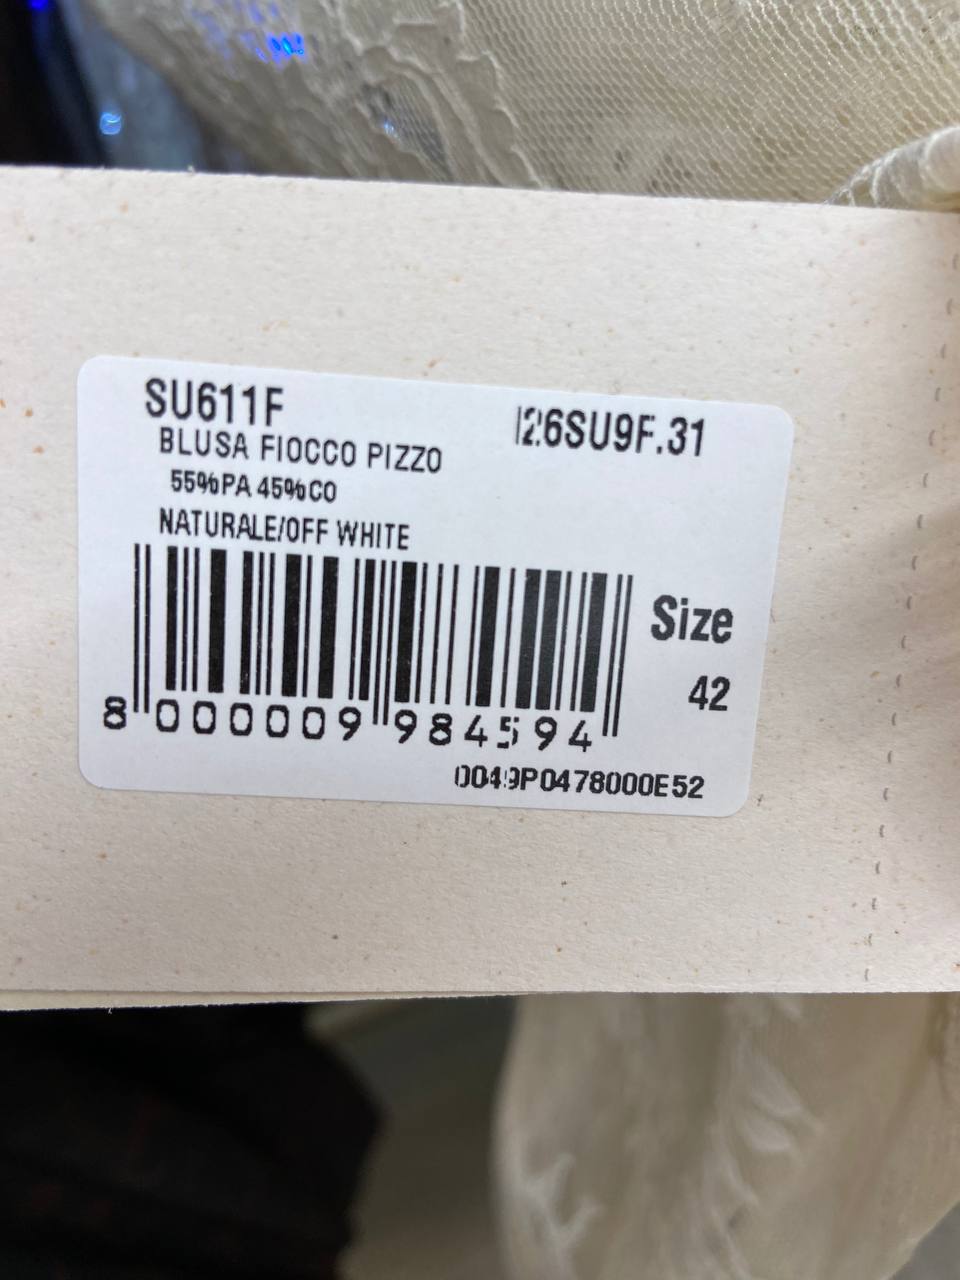 SU611F
I26SU9F.31
BLUSA FIOCCO PIZZO
55%PA 45%CO
NATURALE/OFF WHITE
Size
42
8 000009 984594
0049P0478000E52